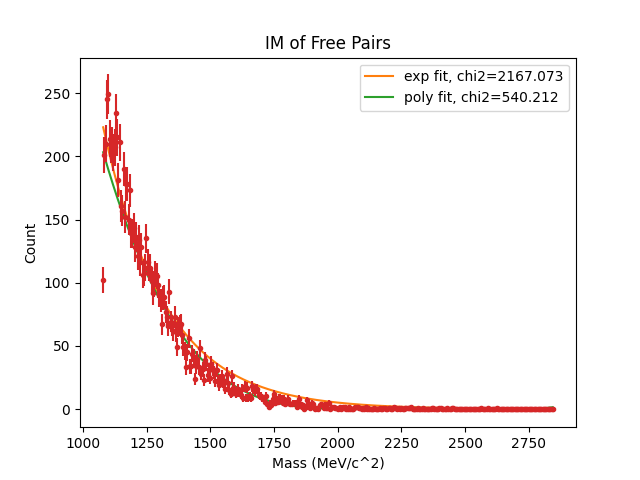 IM of Free Pairs
exp fit, chi2=2167.073
poly fit, chi2=540.212
Count
250
200
150
100
50
0
1000 1250 1500 1750 2000 2250 2500 2750
Mass (MeV/c^2)